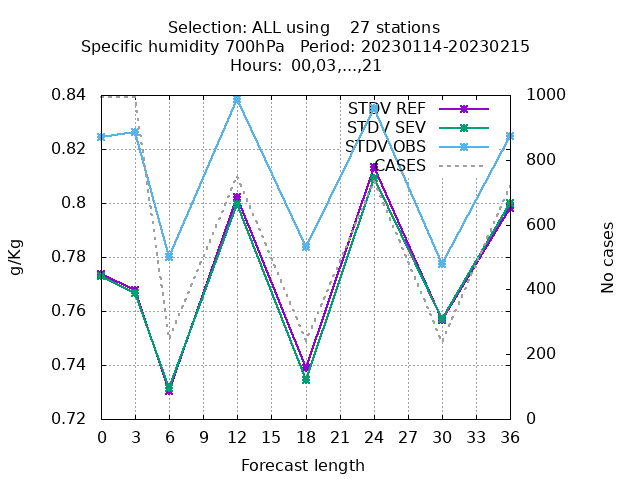 Selection: ALL using    27 stations
Specific humidity 700hPa   Period: 20230114-20230215
Hours:  00,03,...,21
STDV REF
STDV SEV
STDV OBS
CASES
0.84
0.82
0.8
0.78
0.76
0.74
0.72
1000
800
600
400
200
0
g/Kg
No cases
0 3 6 9 12 15 18 21 24 27 30 33 36
Forecast length